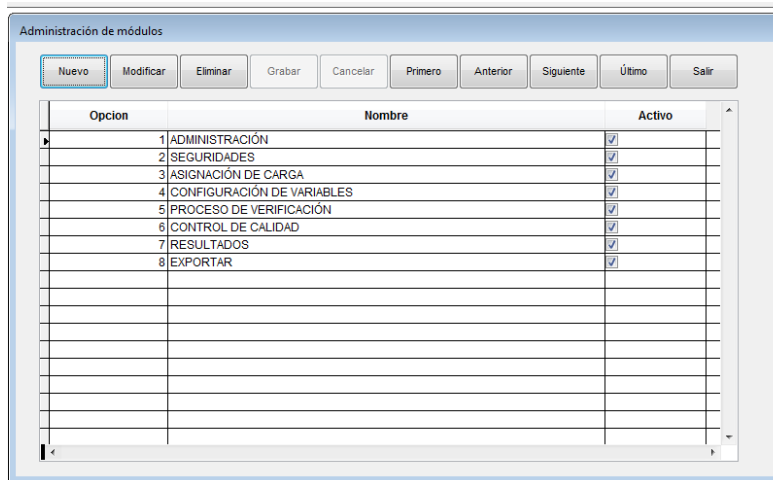 Administración de módulos
Nuevo Modificar Eliminar Grabar Cancelar Primero Anterior Siguiente Último Salir
Opcion Nombre Activo
1 ADMINISTRACIÓN
2 SEGURIDADES
3 ASIGNACIÓN DE CARGA
4 CONFIGURACIÓN DE VARIABLES
5 PROCESO DE VERIFICACIÓN
6 CONTROL DE CALIDAD
7 RESULTADOS
8 EXPORTAR